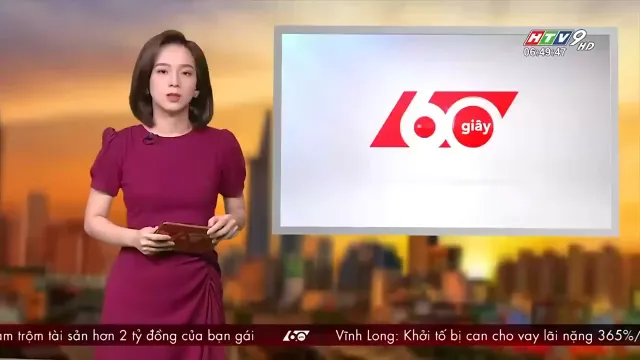 HTV9 HD
06:49:47
60 giây
trộm tài sản hơn 2 tỷ đồng của bạn gái 60 giây Vĩnh Long: Khởi tố bị can cho vay lãi nặng 365%/